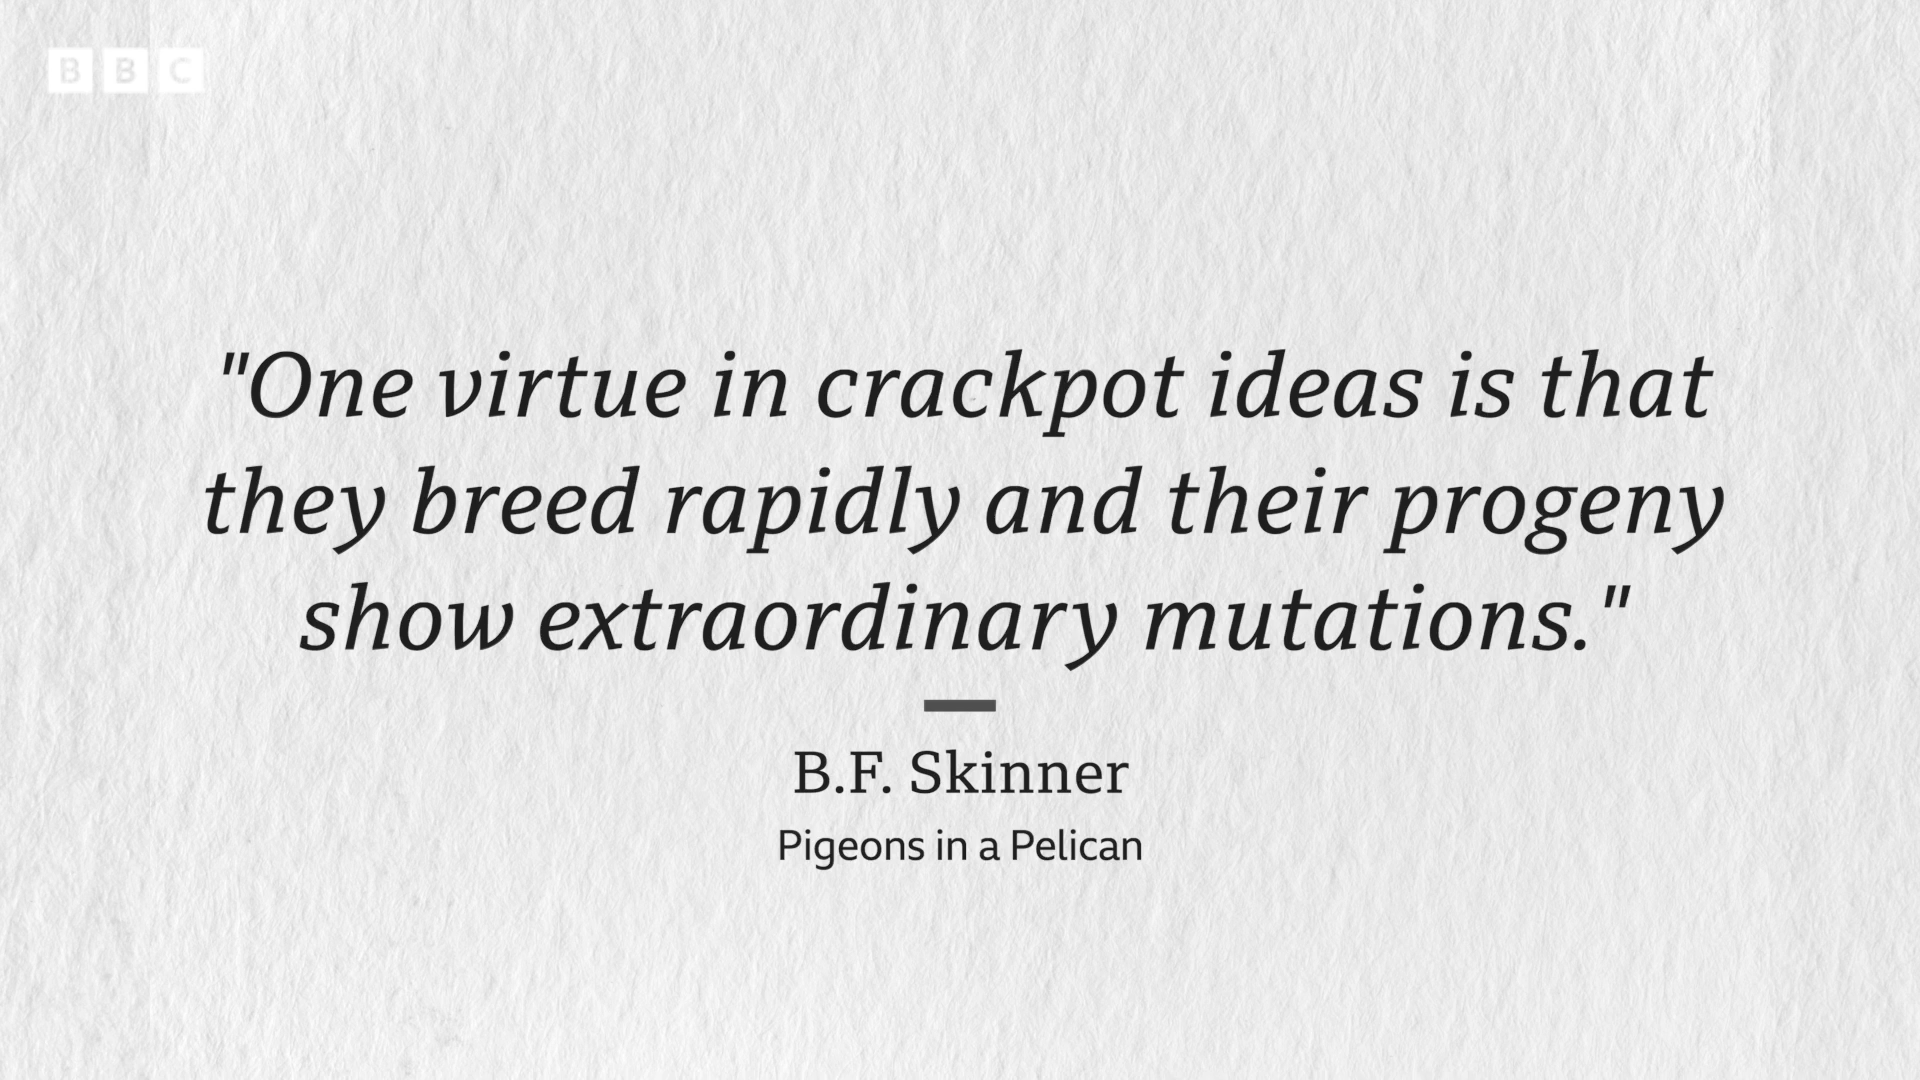 BBC
"One virtue in crackpot ideas is that
they breed rapidly and their progeny
show extraordinary mutations."
B.F. Skinner
Pigeons in a Pelican